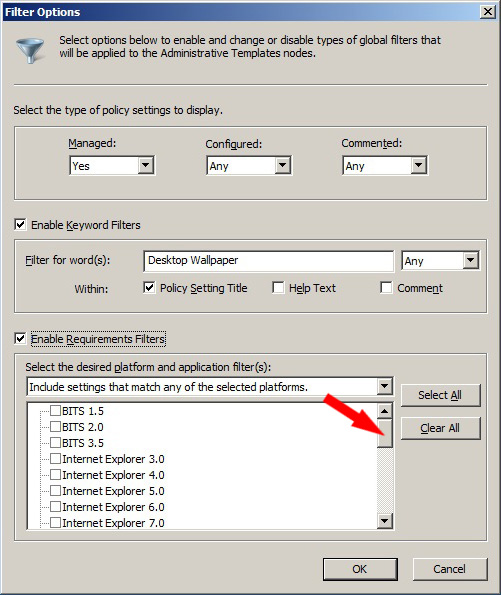 Filter Options
Select options below to enable and change or disable types of global filters that
will be applied to the Administrative Templates nodes.
Select the type of policy settings to display.
Managed: Configured: Commented:
Yes Any Any
Enable Keyword Filters
Filter for word(s): Desktop Wallpaper Any
Within: Policy Setting Title Help Text Comment
Enable Requirements Filters
Select the desired platform and application filter(s):
Include settings that match any of the selected platforms. Select All
BITS 1.5
BITS 2.0 Clear All
BITS 3.5
Internet Explorer 3.0
Internet Explorer 4.0
Internet Explorer 5.0
Internet Explorer 6.0
Internet Explorer 7.0
OK Cancel